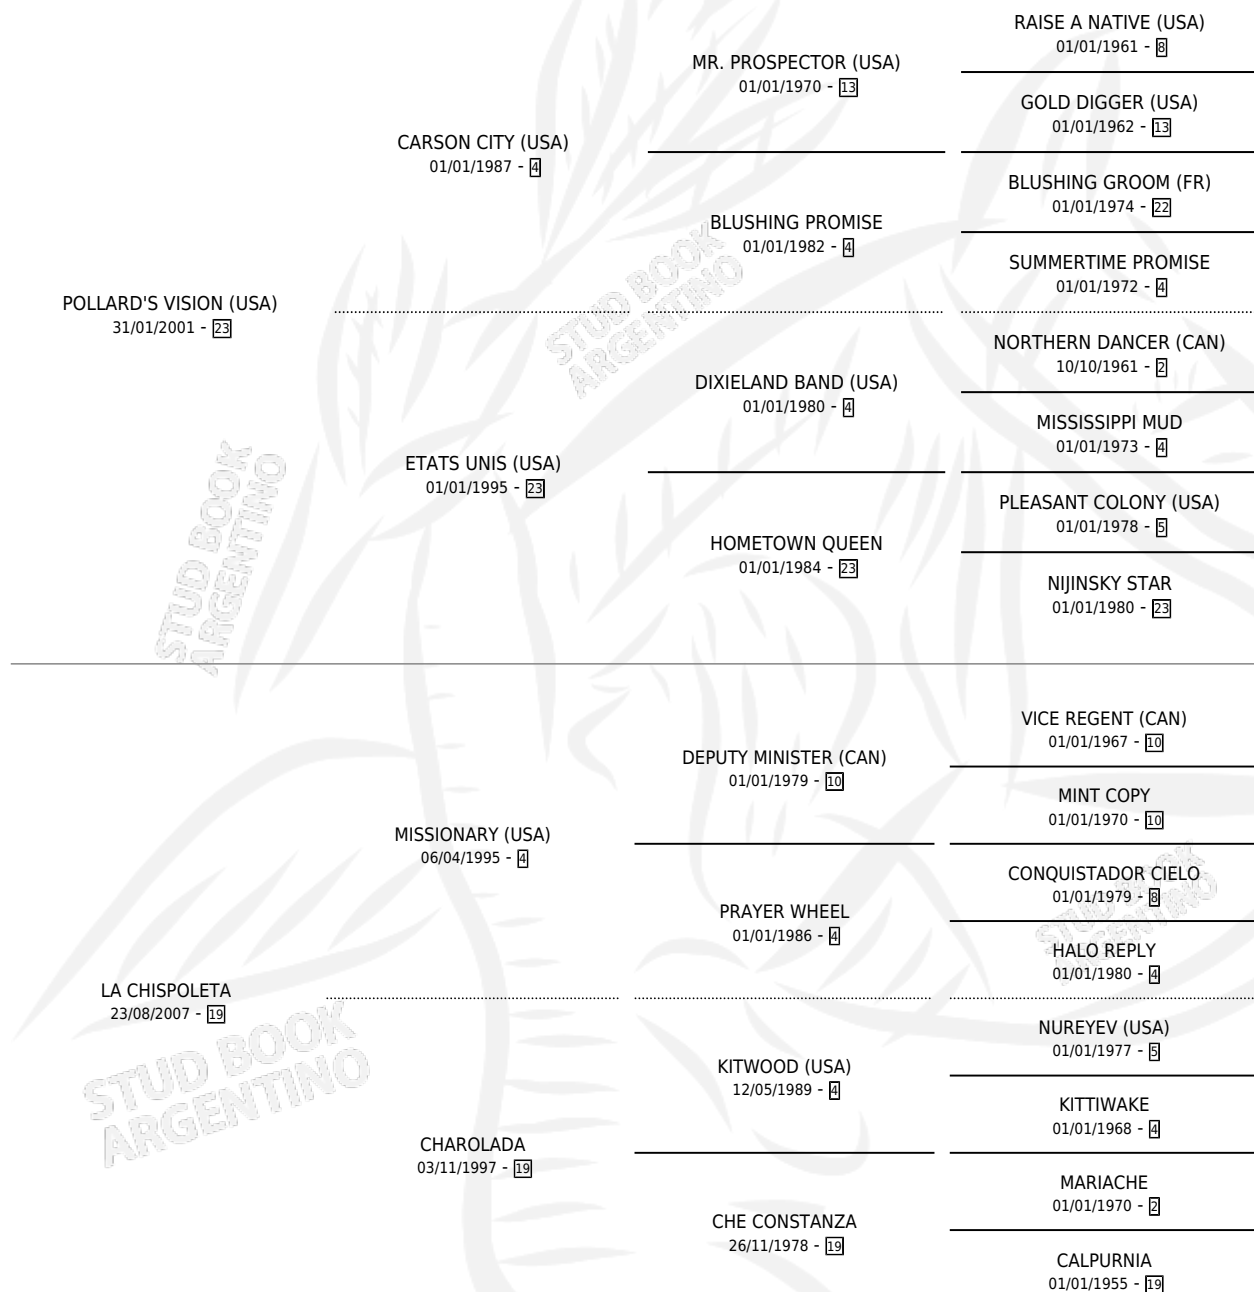 RAISE A NATIVE (USA)
01/01/1961 - 8
MR. PROSPECTOR (USA)
01/01/1970 - 13
GOLD DIGGER (USA)
01/01/1962 - 13
CARSON CITY (USA)
01/01/1987 - 4
BLUSHING GROOM (FR)
01/01/1974 - 22
BLUSHING PROMISE
01/01/1982 - 4
SUMMERTIME PROMISE
01/01/1972 - 4
POLLARD'S VISION (USA)
31/01/2001 - 23
NORTHERN DANCER (CAN)
10/10/1961 - 2
DIXIELAND BAND (USA)
01/01/1980 - 4
MISSISSIPPI MUD
01/01/1973 - 4
ETATS UNIS (USA)
01/01/1995 - 23
PLEASANT COLONY (USA)
01/01/1978 - 5
HOMETOWN QUEEN
01/01/1984 - 23
NIJINSKY STAR
01/01/1980 - 23
VICE REGENT (CAN)
01/01/1967 - 10
DEPUTY MINISTER (CAN)
01/01/1979 - 10
MINT COPY
01/01/1970 - 10
MISSIONARY (USA)
06/04/1995 - 4
CONQUISTADOR CIELO
01/01/1979 - 8
PRAYER WHEEL
01/01/1986 - 4
HALO REPLY
01/01/1980 - 4
LA CHISPOLETA
23/08/2007 - 19
NUREYEV (USA)
01/01/1977 - 5
KITWOOD (USA)
12/05/1989 - 4
KITTIWAKE
01/01/1968 - 4
CHAROLADA
03/11/1997 - 19
MARIACHE
01/01/1970 - 2
CHE CONSTANZA
26/11/1978 - 19
CALPURNIA
01/01/1955 - 19
STUD BOOK
ARGENTINO
STUD BOOK
ARGENTINO
STUD BOOK
ARGENTINO
STUD BOOK
ARGENTINO